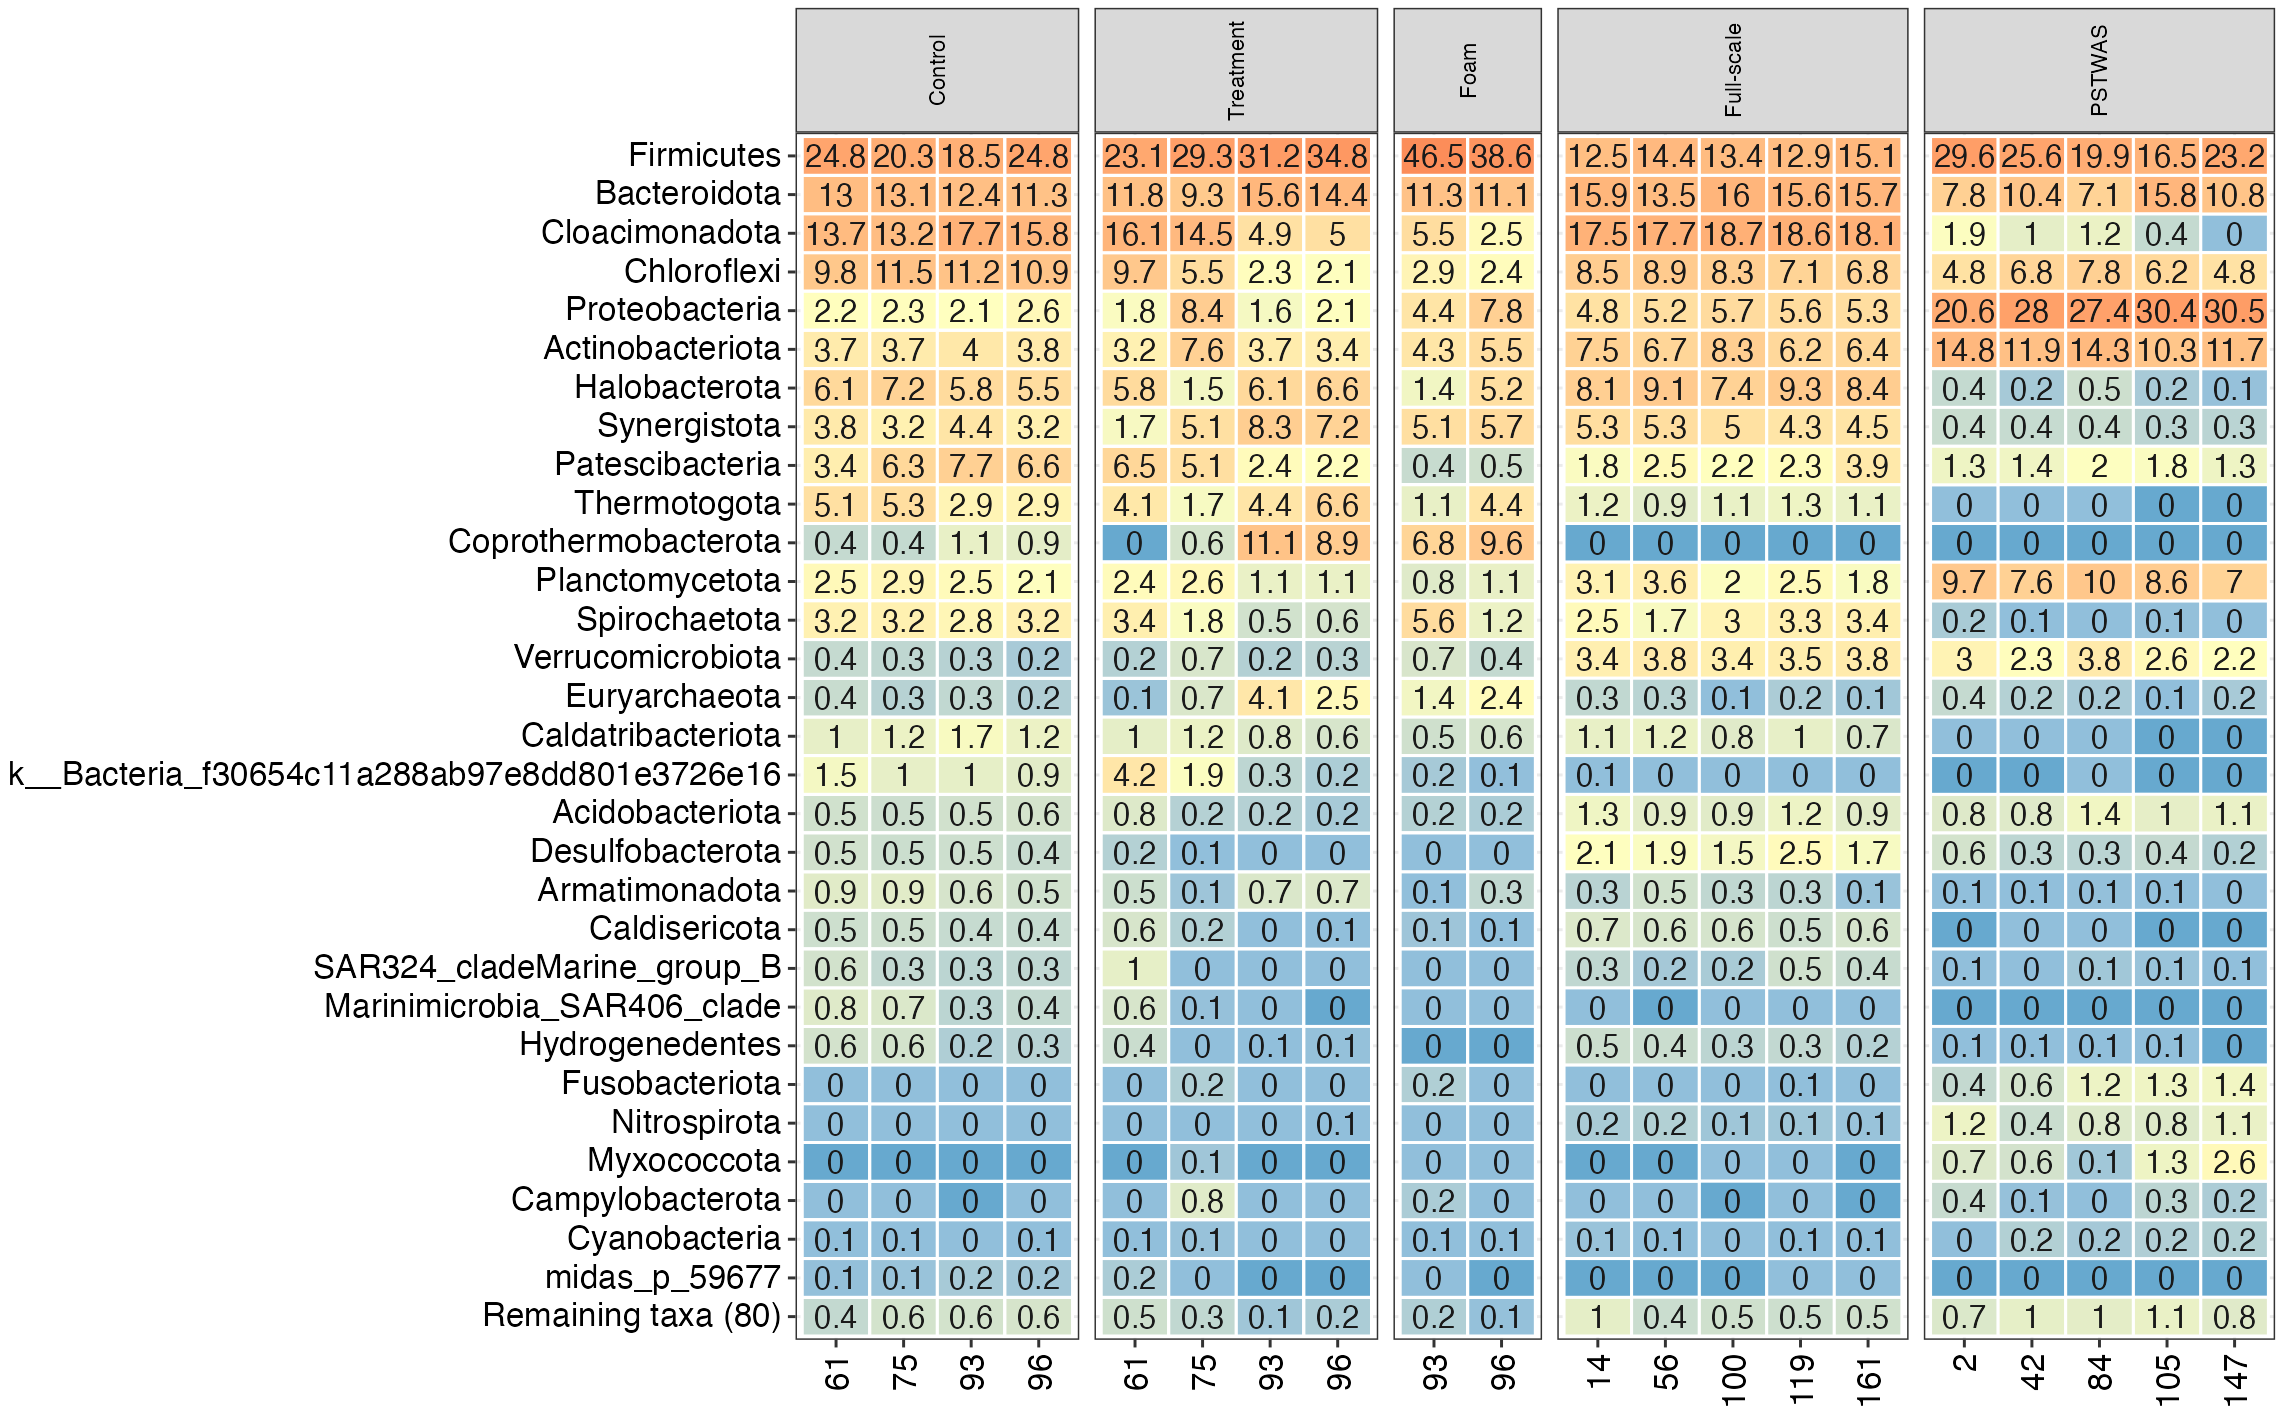 Control Treatment Foam Full-scale PSTWAS
Firmicutes 24.8 20.3 18.5 24.8 23.1 29.3 31.2 34.8 46.5 38.6 12.5 14.4 13.4 12.9 15.1 29.6 25.6 19.9 16.5 23.2
Bacteroidota 13 13.1 12.4 11.3 11.8 9.3 15.6 14.4 11.3 11.1 15.9 13.5 16 15.6 15.7 7.8 10.4 7.1 15.8 10.8
Cloacimonadota 13.7 13.2 17.7 15.8 16.1 14.5 4.9 5 5.5 2.5 17.5 17.7 18.7 18.6 18.1 1.9 1 1.2 0.4 0
Chloroflexi 9.8 11.5 11.2 10.9 9.7 5.5 2.3 2.1 2.9 2.4 8.5 8.9 8.3 7.1 6.8 4.8 6.8 7.8 6.2 4.8
Proteobacteria 2.2 2.3 2.1 2.6 1.8 8.4 1.6 2.1 4.4 7.8 4.8 5.2 5.7 5.6 5.3 20.6 28 27.4 30.4 30.5
Actinobacteriota 3.7 3.7 4 3.8 3.2 7.6 3.7 3.4 4.3 5.5 7.5 6.7 8.3 6.2 6.4 14.8 11.9 14.3 10.3 11.7
Halobacterota 6.1 7.2 5.8 5.5 5.8 1.5 6.1 6.6 1.4 5.2 8.1 9.1 7.4 9.3 8.4 0.4 0.2 0.5 0.2 0.1
Synergistota 3.8 3.2 4.4 3.2 1.7 5.1 8.3 7.2 5.1 5.7 5.3 5.3 5 4.3 4.5 0.4 0.4 0.4 0.3 0.3
Patescibacteria 3.4 6.3 7.7 6.6 6.5 5.1 2.4 2.2 0.4 0.5 1.8 2.5 2.2 2.3 3.9 1.3 1.4 2 1.8 1.3
Thermotogota 5.1 5.3 2.9 2.9 4.1 1.7 4.4 6.6 1.1 4.4 1.2 0.9 1.1 1.3 1.1 0 0 0 0 0
Coprothermobacterota 0.4 0.4 1.1 0.9 0 0.6 11.1 8.9 6.8 9.6 0 0 0 0 0 0 0 0 0 0
Planctomycetota 2.5 2.9 2.5 2.1 2.4 2.6 1.1 1.1 0.8 1.1 3.1 3.6 2 2.5 1.8 9.7 7.6 10 8.6 7
Spirochaetota 3.2 3.2 2.8 3.2 3.4 1.8 0.5 0.6 5.6 1.2 2.5 1.7 3 3.3 3.4 0.2 0.1 0 0.1 0
Verrucomicrobiota 0.4 0.3 0.3 0.2 0.2 0.7 0.2 0.3 0.7 0.4 3.4 3.8 3.4 3.5 3.8 3 2.3 3.8 2.6 2.2
Euryarchaeota 0.4 0.3 0.3 0.2 0.1 0.7 4.1 2.5 1.4 2.4 0.3 0.3 0.1 0.2 0.1 0.4 0.2 0.2 0.1 0.2
Caldatribacteriota 1 1.2 1.7 1.2 1 1.2 0.8 0.6 0.5 0.6 1.1 1.2 0.8 1 0.7 0 0 0 0 0
k__Bacteria_f30654c11a288ab97e8dd801e3726e16 1.5 1 1 0.9 4.2 1.9 0.3 0.2 0.2 0.1 0.1 0 0 0 0 0 0 0 0 0
Acidobacteriota 0.5 0.5 0.5 0.6 0.8 0.2 0.2 0.2 0.2 0.2 1.3 0.9 0.9 1.2 0.9 0.8 0.8 1.4 1 1.1
Desulfobacterota 0.5 0.5 0.5 0.4 0.2 0.1 0 0 0 0 2.1 1.9 1.5 2.5 1.7 0.6 0.3 0.3 0.4 0.2
Armatimonadota 0.9 0.9 0.6 0.5 0.5 0.1 0.7 0.7 0.1 0.3 0.3 0.5 0.3 0.3 0.1 0.1 0.1 0.1 0.1 0
Caldisericota 0.5 0.5 0.4 0.4 0.6 0.2 0 0.1 0.1 0.1 0.7 0.6 0.6 0.5 0.6 0 0 0 0 0
SAR324_cladeMarine_group_B 0.6 0.3 0.3 0.3 1 0 0 0 0 0 0.3 0.2 0.2 0.5 0.4 0.1 0 0.1 0.1 0.1
Marinimicrobia_SAR406_clade 0.8 0.7 0.3 0.4 0.6 0.1 0 0 0 0 0 0 0 0 0 0 0 0 0 0
Hydrogenedentes 0.6 0.6 0.2 0.3 0.4 0 0.1 0.1 0 0 0.5 0.4 0.3 0.3 0.2 0.1 0.1 0.1 0.1 0
Fusobacteriota 0 0 0 0 0 0.2 0 0 0.2 0 0 0 0 0.1 0 0.4 0.6 1.2 1.3 1.4
Nitrospirota 0 0 0 0 0 0 0 0.1 0 0 0.2 0.2 0.1 0.1 0.1 1.2 0.4 0.8 0.8 1.1
Myxococcota 0 0 0 0 0 0.1 0 0 0 0 0 0 0 0 0 0.7 0.6 0.1 1.3 2.6
Campylobacterota 0 0 0 0 0 0.8 0 0 0.2 0 0 0 0 0 0 0.4 0.1 0 0.3 0.2
Cyanobacteria 0.1 0.1 0 0.1 0.1 0.1 0 0 0.1 0.1 0.1 0.1 0 0.1 0.1 0 0.2 0.2 0.2 0.2
midas_p_59677 0.1 0.1 0.2 0.2 0.2 0 0 0 0 0 0 0 0 0 0 0 0 0 0 0
Remaining taxa (80) 0.4 0.6 0.6 0.6 0.5 0.3 0.1 0.2 0.2 0.1 1 0.4 0.5 0.5 0.5 0.7 1 1 1.1 0.8
61 75 93 96 61 75 93 96 93 96 14 56 100 119 161 2 42 84 105 147